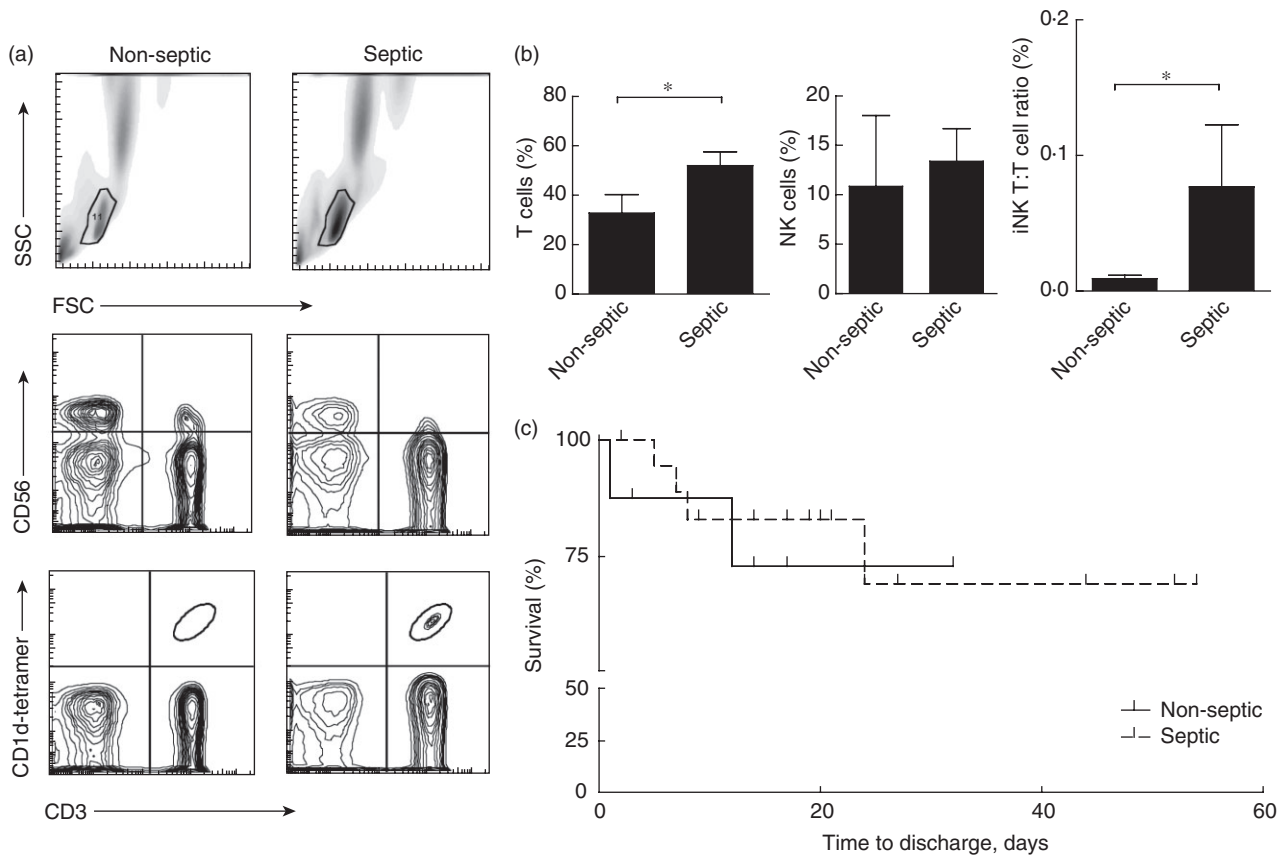 (a)
Non-septic
Septic
SSC
11
FSC
CD56
CD1d-tetramer
CD3
(b)
T cells (%)
80
60
40
20
0
Non-septic
Septic
*
NK cells (%)
20
15
10
5
0
Non-septic
Septic
iNK T:T cell ratio (%)
0·2
0·1
0·0
Non-septic
Septic
*
(c)
Survival (%)
100
75
50
25
0
0
20
40
60
Time to discharge, days
Non-septic
Septic